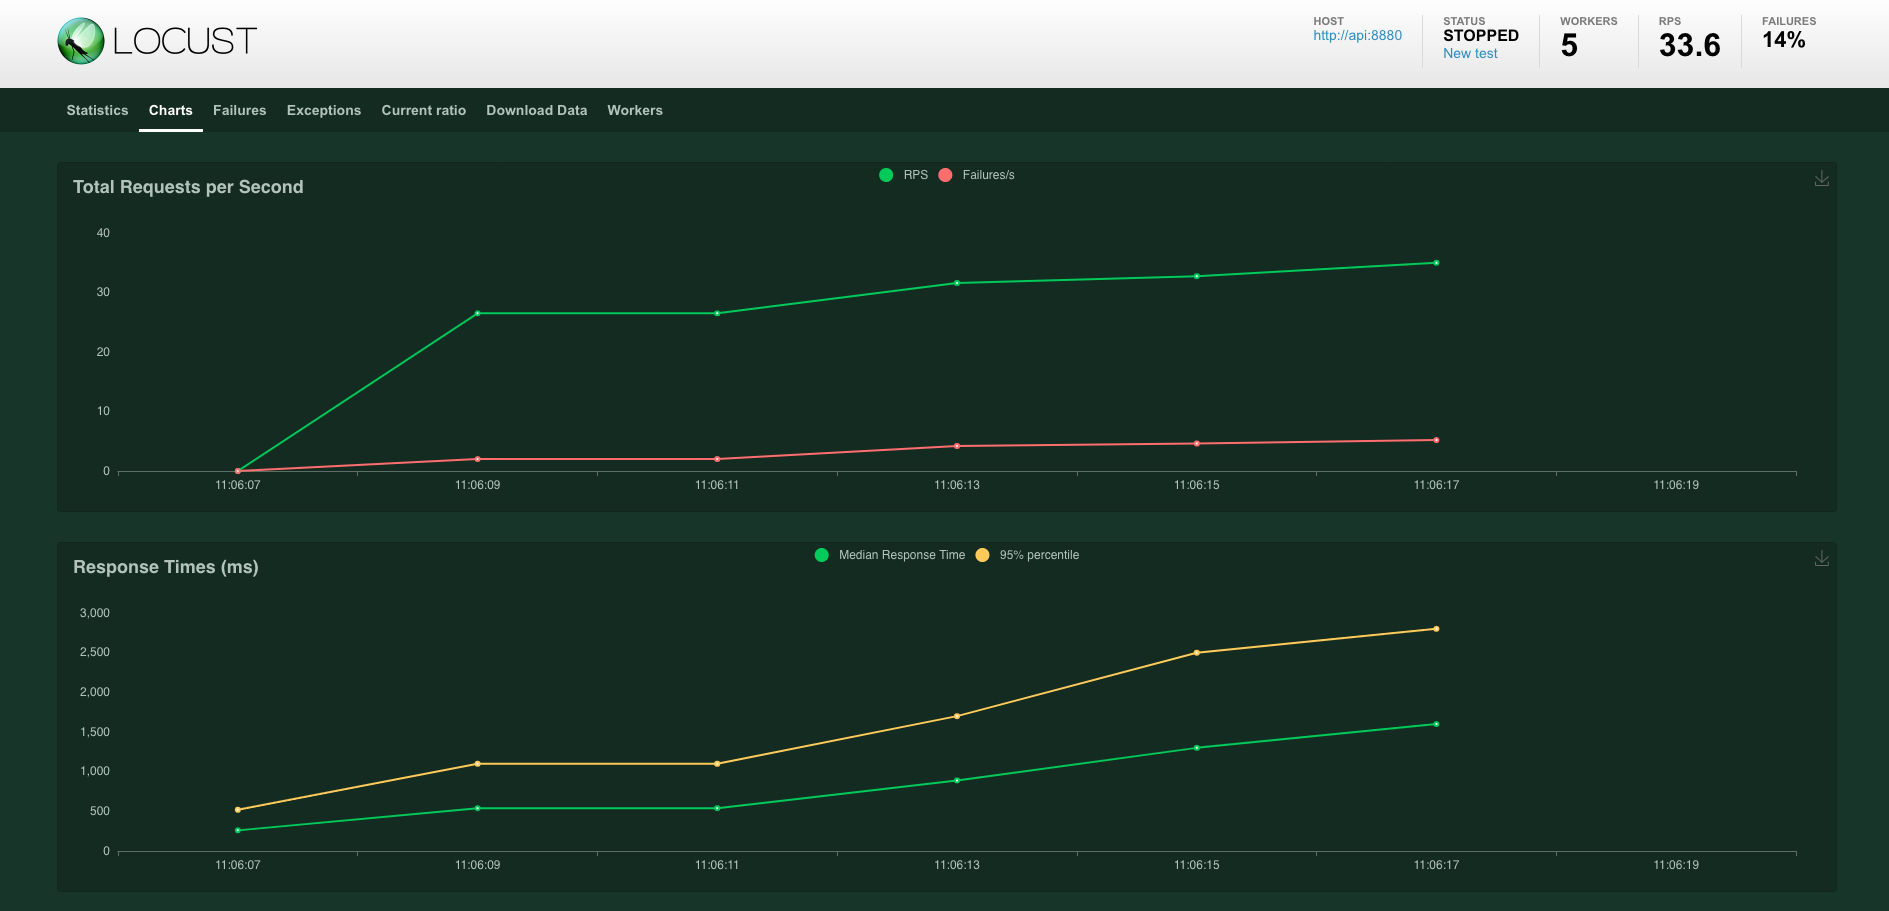 LOCUST
HOST
http://api:8880
STATUS
STOPPED
New test
WORKERS
5
RPS
33.6
FAILURES
14%
Statistics Charts Failures Exceptions Current ratio Download Data Workers
Total Requests per Second
RPS Failures/s
40
30
20
10
0
11:06:07 11:06:09 11:06:11 11:06:13 11:06:15 11:06:17 11:06:19
Response Times (ms)
Median Response Time 95% percentile
3,000
2,500
2,000
1,500
1,000
500
0
11:06:07 11:06:09 11:06:11 11:06:13 11:06:15 11:06:17 11:06:19